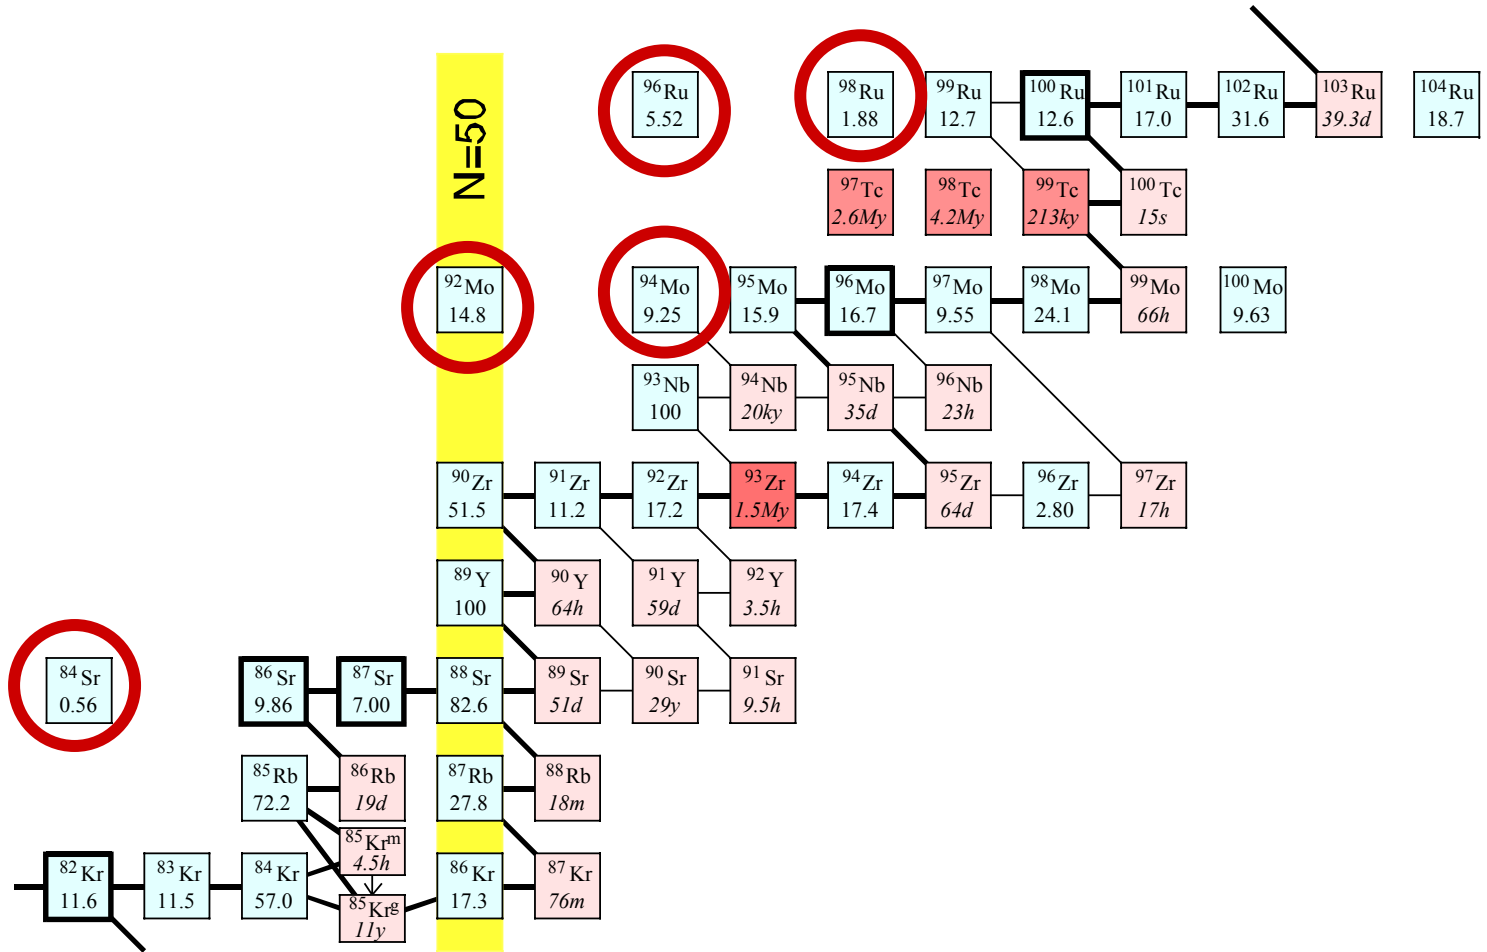 N=50
96Ru
5.52
98Ru
1.88
99Ru
12.7
100Ru
12.6
101Ru
17.0
102Ru
31.6
103Ru
39.3d
104Ru
18.7
97Tc
2.6My
98Tc
4.2My
99Tc
213ky
100Tc
15s
92Mo
14.8
94Mo
9.25
95Mo
15.9
96Mo
16.7
97Mo
9.55
98Mo
24.1
99Mo
66h
100Mo
9.63
93Nb
100
94Nb
20ky
95Nb
35d
96Nb
23h
90Zr
51.5
91Zr
11.2
92Zr
17.2
93Zr
1.5My
94Zr
17.4
95Zr
64d
96Zr
2.80
97Zr
17h
89Y
100
90Y
64h
91Y
59d
92Y
3.5h
84Sr
0.56
86Sr
9.86
87Sr
7.00
88Sr
82.6
89Sr
51d
90Sr
29y
91Sr
9.5h
85Rb
72.2
86Rb
19d
87Rb
27.8
88Rb
18m
82Kr
11.6
83Kr
11.5
84Kr
57.0
85Krm
4.5h
85Krg
11y
86Kr
17.3
87Kr
76m